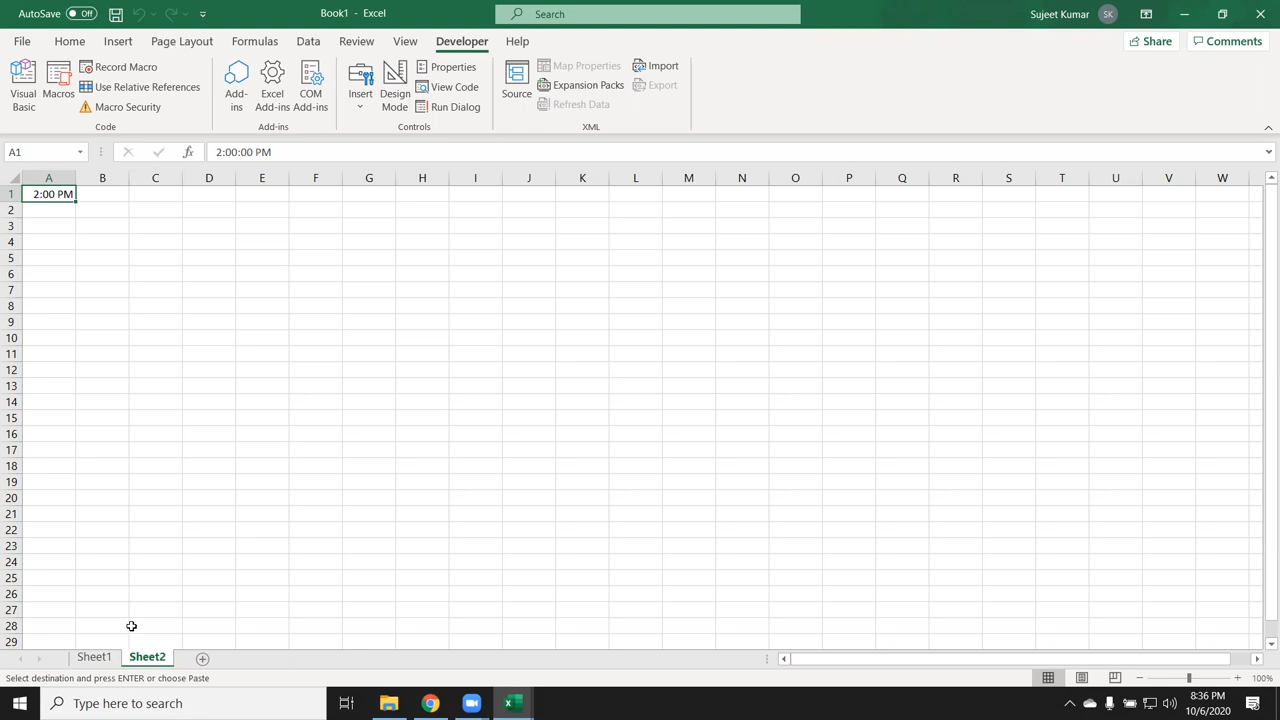 AutoSave Off Book1 - Excel Search Sujeet Kumar SK
File Home Insert Page Layout Formulas Data Review View Developer Help Share Comments
Visual Basic Macros Record Macro Use Relative References Macro Security
Add-ins Excel Add-ins COM Add-ins
Insert Design Mode Properties View Code Run Dialog
Source Map Properties Expansion Packs Refresh Data Import Export
Code Add-ins Controls XML
A1 fx 2:00:00 PM
A B C D E F G H I J K L M N O P Q R S T U V W
1 2:00 PM
2
3
4
5
6
7
8
9
10
11
12
13
14
15
16
17
18
19
20
21
22
23
24
25
26
27
28
29
Sheet1 Sheet2
Select destination and press ENTER or choose Paste 100%
Type here to search 8:36 PM
10/6/2020